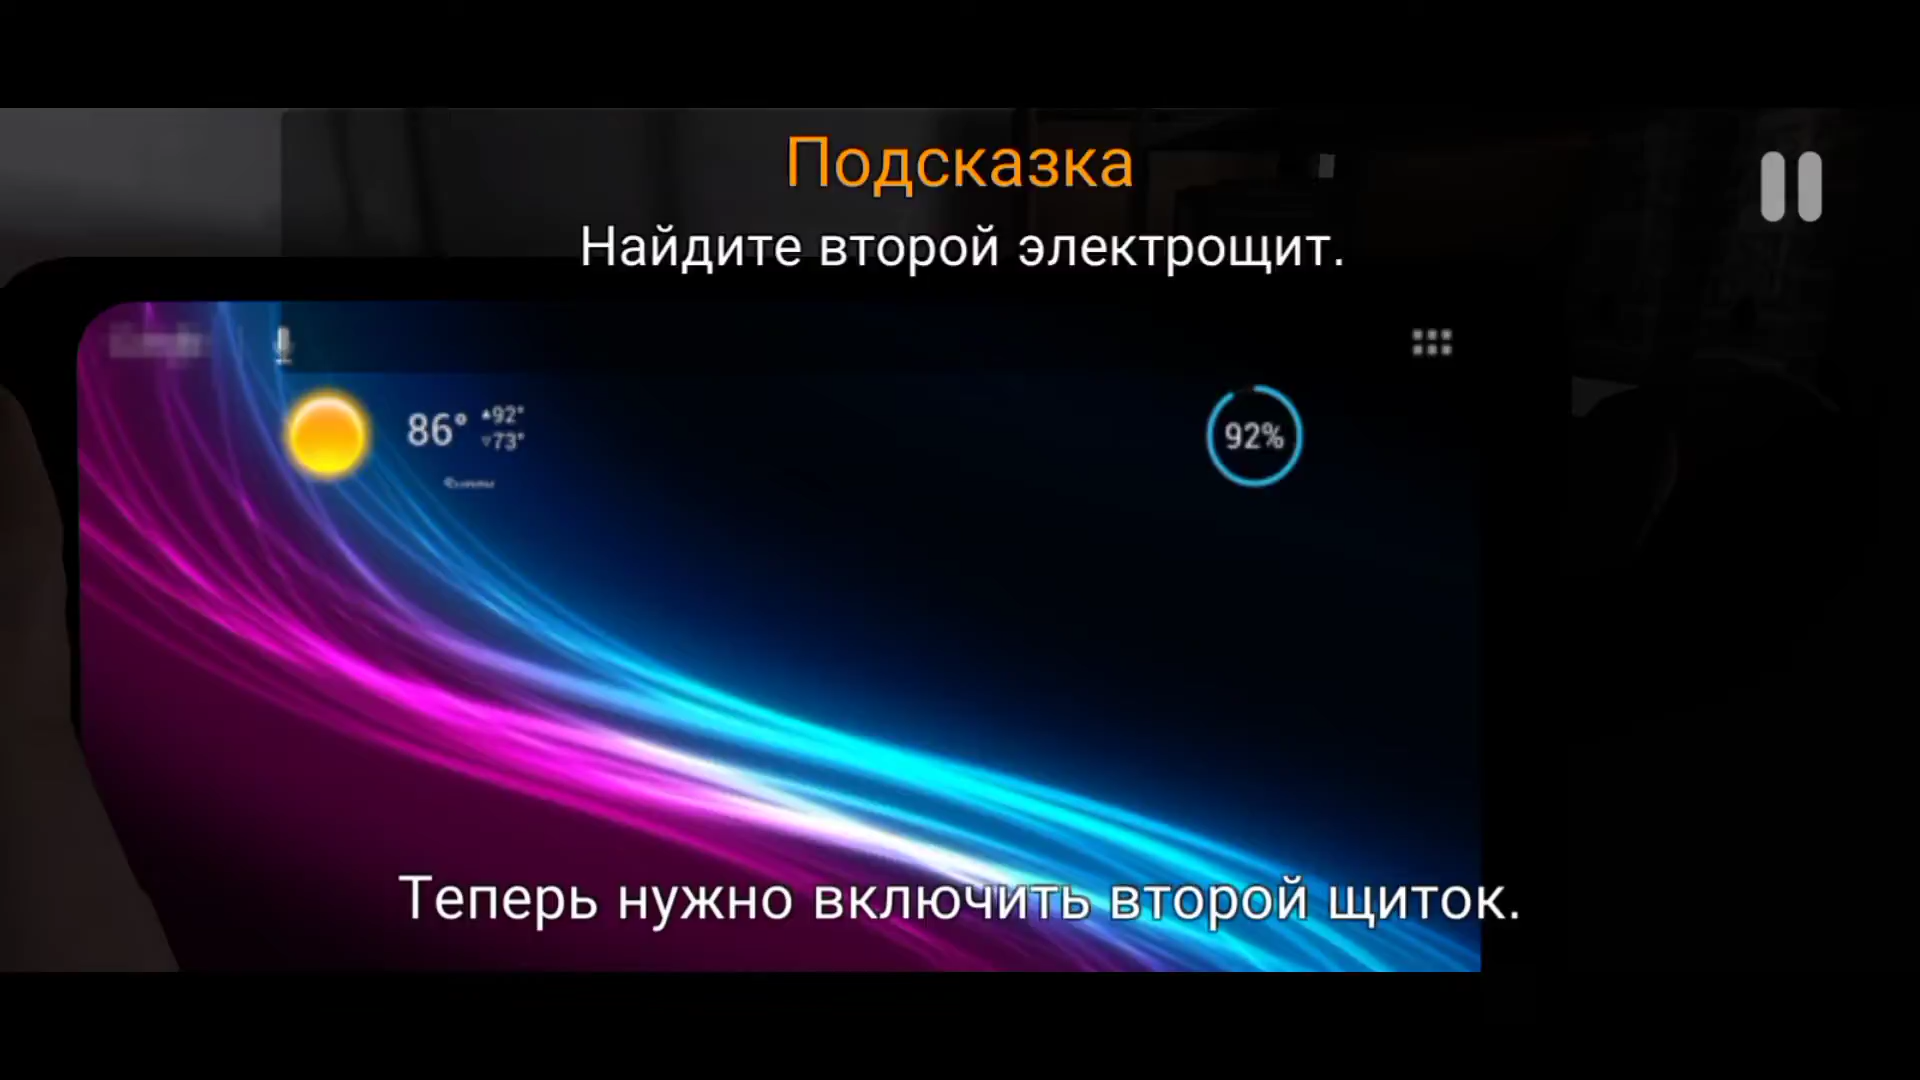 Подсказка
Найдите второй электрощит.
86° ▲92°
▽73°
92%
Теперь нужно включить второй щиток.